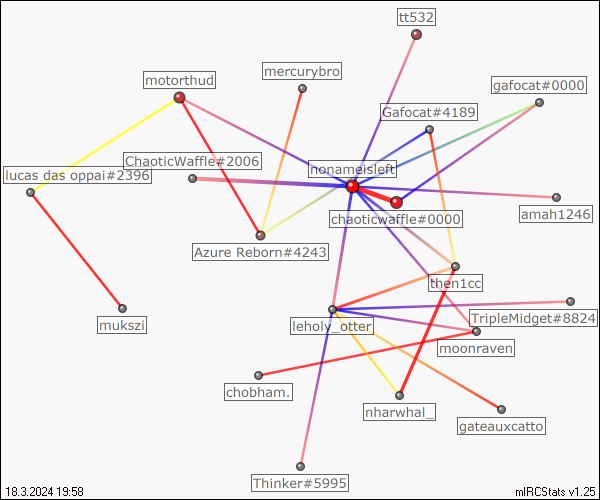 tt532
mercurybro
motorthud
gafocat#0000
Gafocat#4189
ChaoticWaffle#2006
nonameisleft
lucas das oppai#2396
chaoticwaffle#0000
amah1246
Azure Reborn#4243
then1cc
TripleMidget#8824
mukszi
leholy_otter
moonraven
chobham.
nharwhal_
gateauxcatto
Thinker#5995
18.3.2024 19:58
mIRCStats v1.25